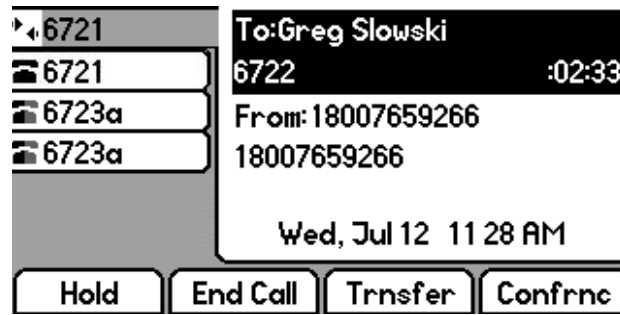 6721
6721
6723a
6723a
To:Greg Slowski
6722 :02:33
From:18007659266
18007659266
Wed, Jul 12 11 28 AM
Hold End Call Trnsfer Confrnc